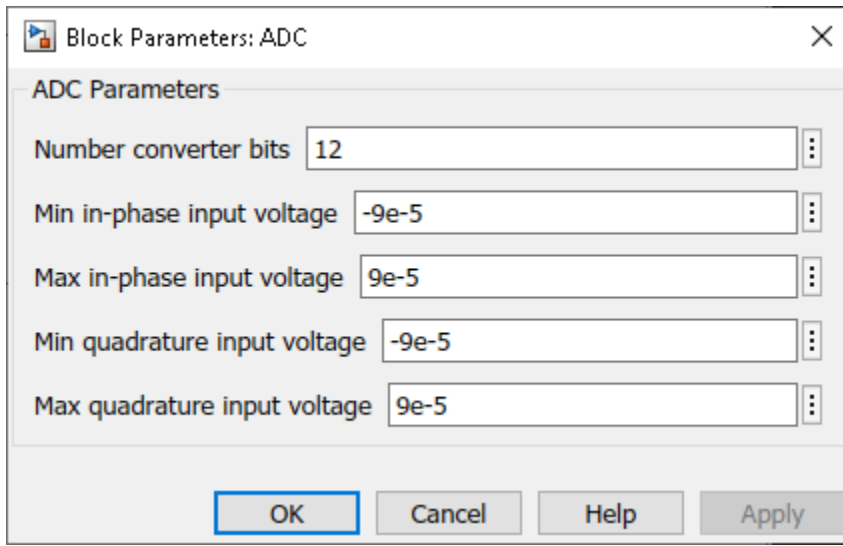 Block Parameters: ADC
ADC Parameters
Number converter bits 12
Min in-phase input voltage -9e-5
Max in-phase input voltage 9e-5
Min quadrature input voltage -9e-5
Max quadrature input voltage 9e-5
OK Cancel Help Apply